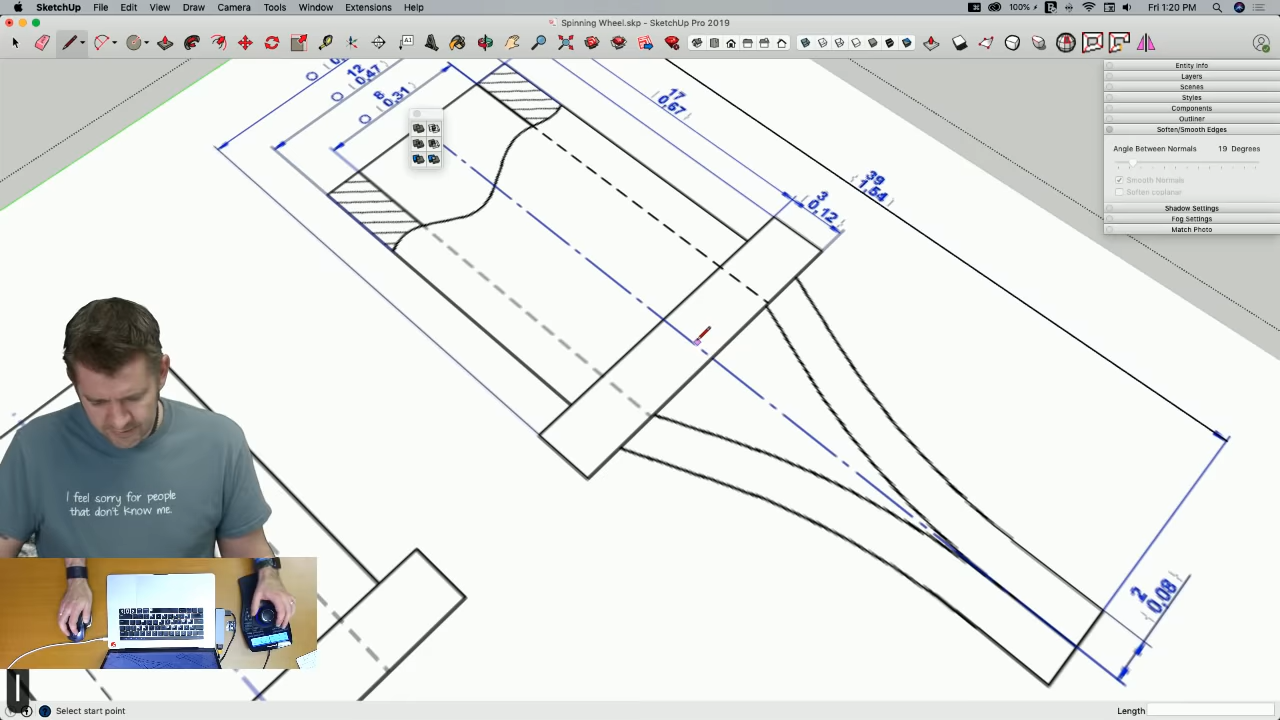 SketchUp File Edit View Draw Camera Tools Window Extensions Help
100% Fri 1:20 PM
Spinning Wheel.skp - SketchUp Pro 2019
Entity Info
Layers
Scenes
Styles
Components
Outliner
Soften/Smooth Edges
Angle Between Normals 19 Degrees
Smooth Normals
Soften coplanar
Shadow Settings
Fog Settings
Match Photo
12
0,47
8
0,31
17
0,67
3
0,12
39
1,54
2
0,08
I feel sorry for people
that don't know me.
Select start point
Length